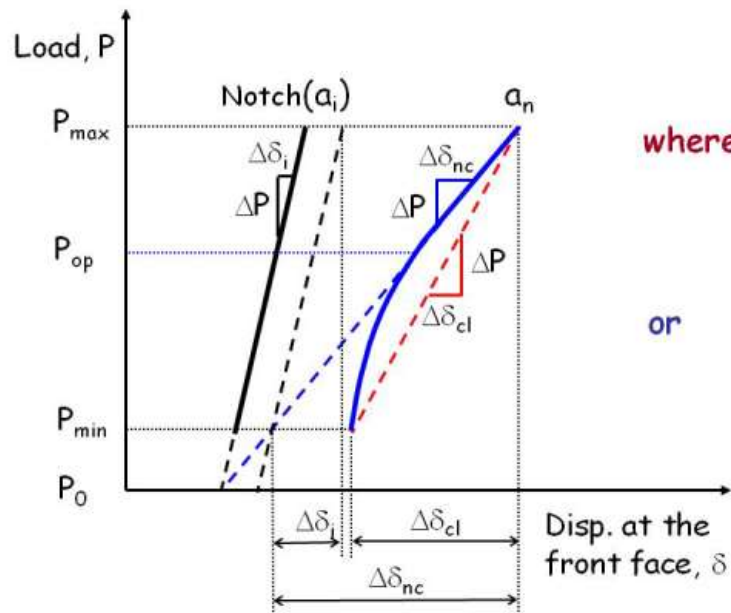 Load, P
Notch(aᵢ)
aₙ
Pmax
Δδᵢ
Δδnc
where
ΔP
ΔP
Pop
ΔP
Δδcl
or
Pmin
P₀
Δδᵢ
Δδcl
Disp. at the
front face, δ
Δδnc